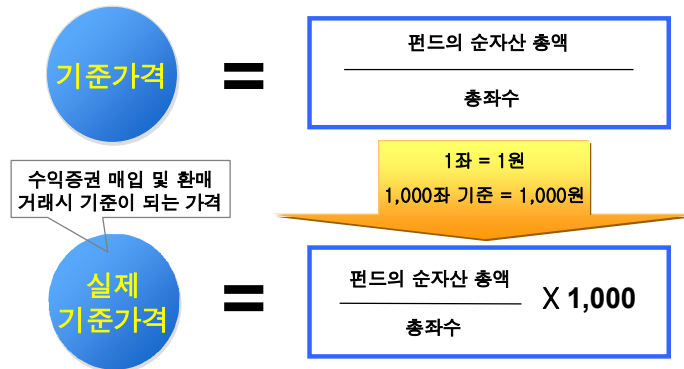 기준가격
=
펀드의 순자산 총액
총좌수
1좌 = 1원
1,000좌 기준 = 1,000원
수익증권 매입 및 환매
거래시 기준이 되는 가격
실제
기준가격
=
펀드의 순자산 총액
총좌수
X 1,000